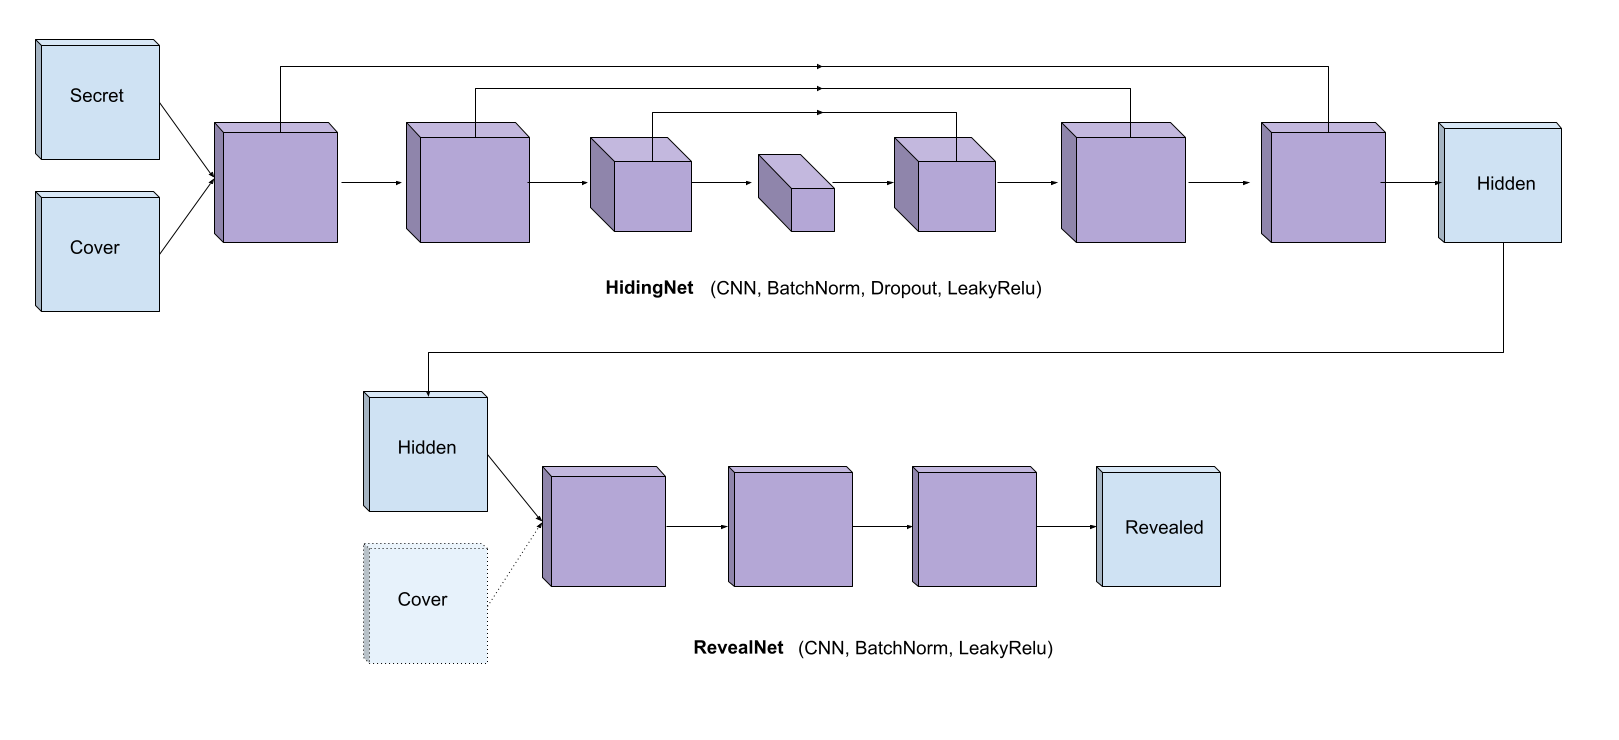 Secret
Cover
Hidden
HidingNet (CNN, BatchNorm, Dropout, LeakyRelu)
Hidden
Cover
Revealed
RevealNet (CNN, BatchNorm, LeakyRelu)